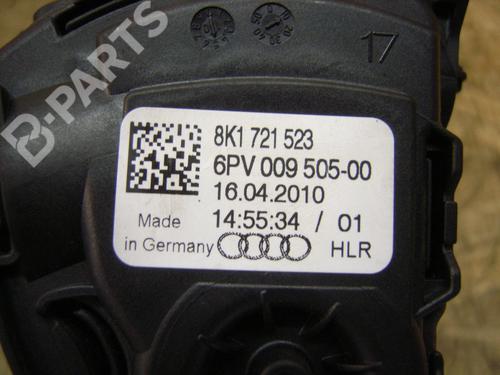 B-PARTS
17
8K1 721 523
6PV 009 505-00
16.04.2010
Made 14:55:34 / 01
in Germany HLR